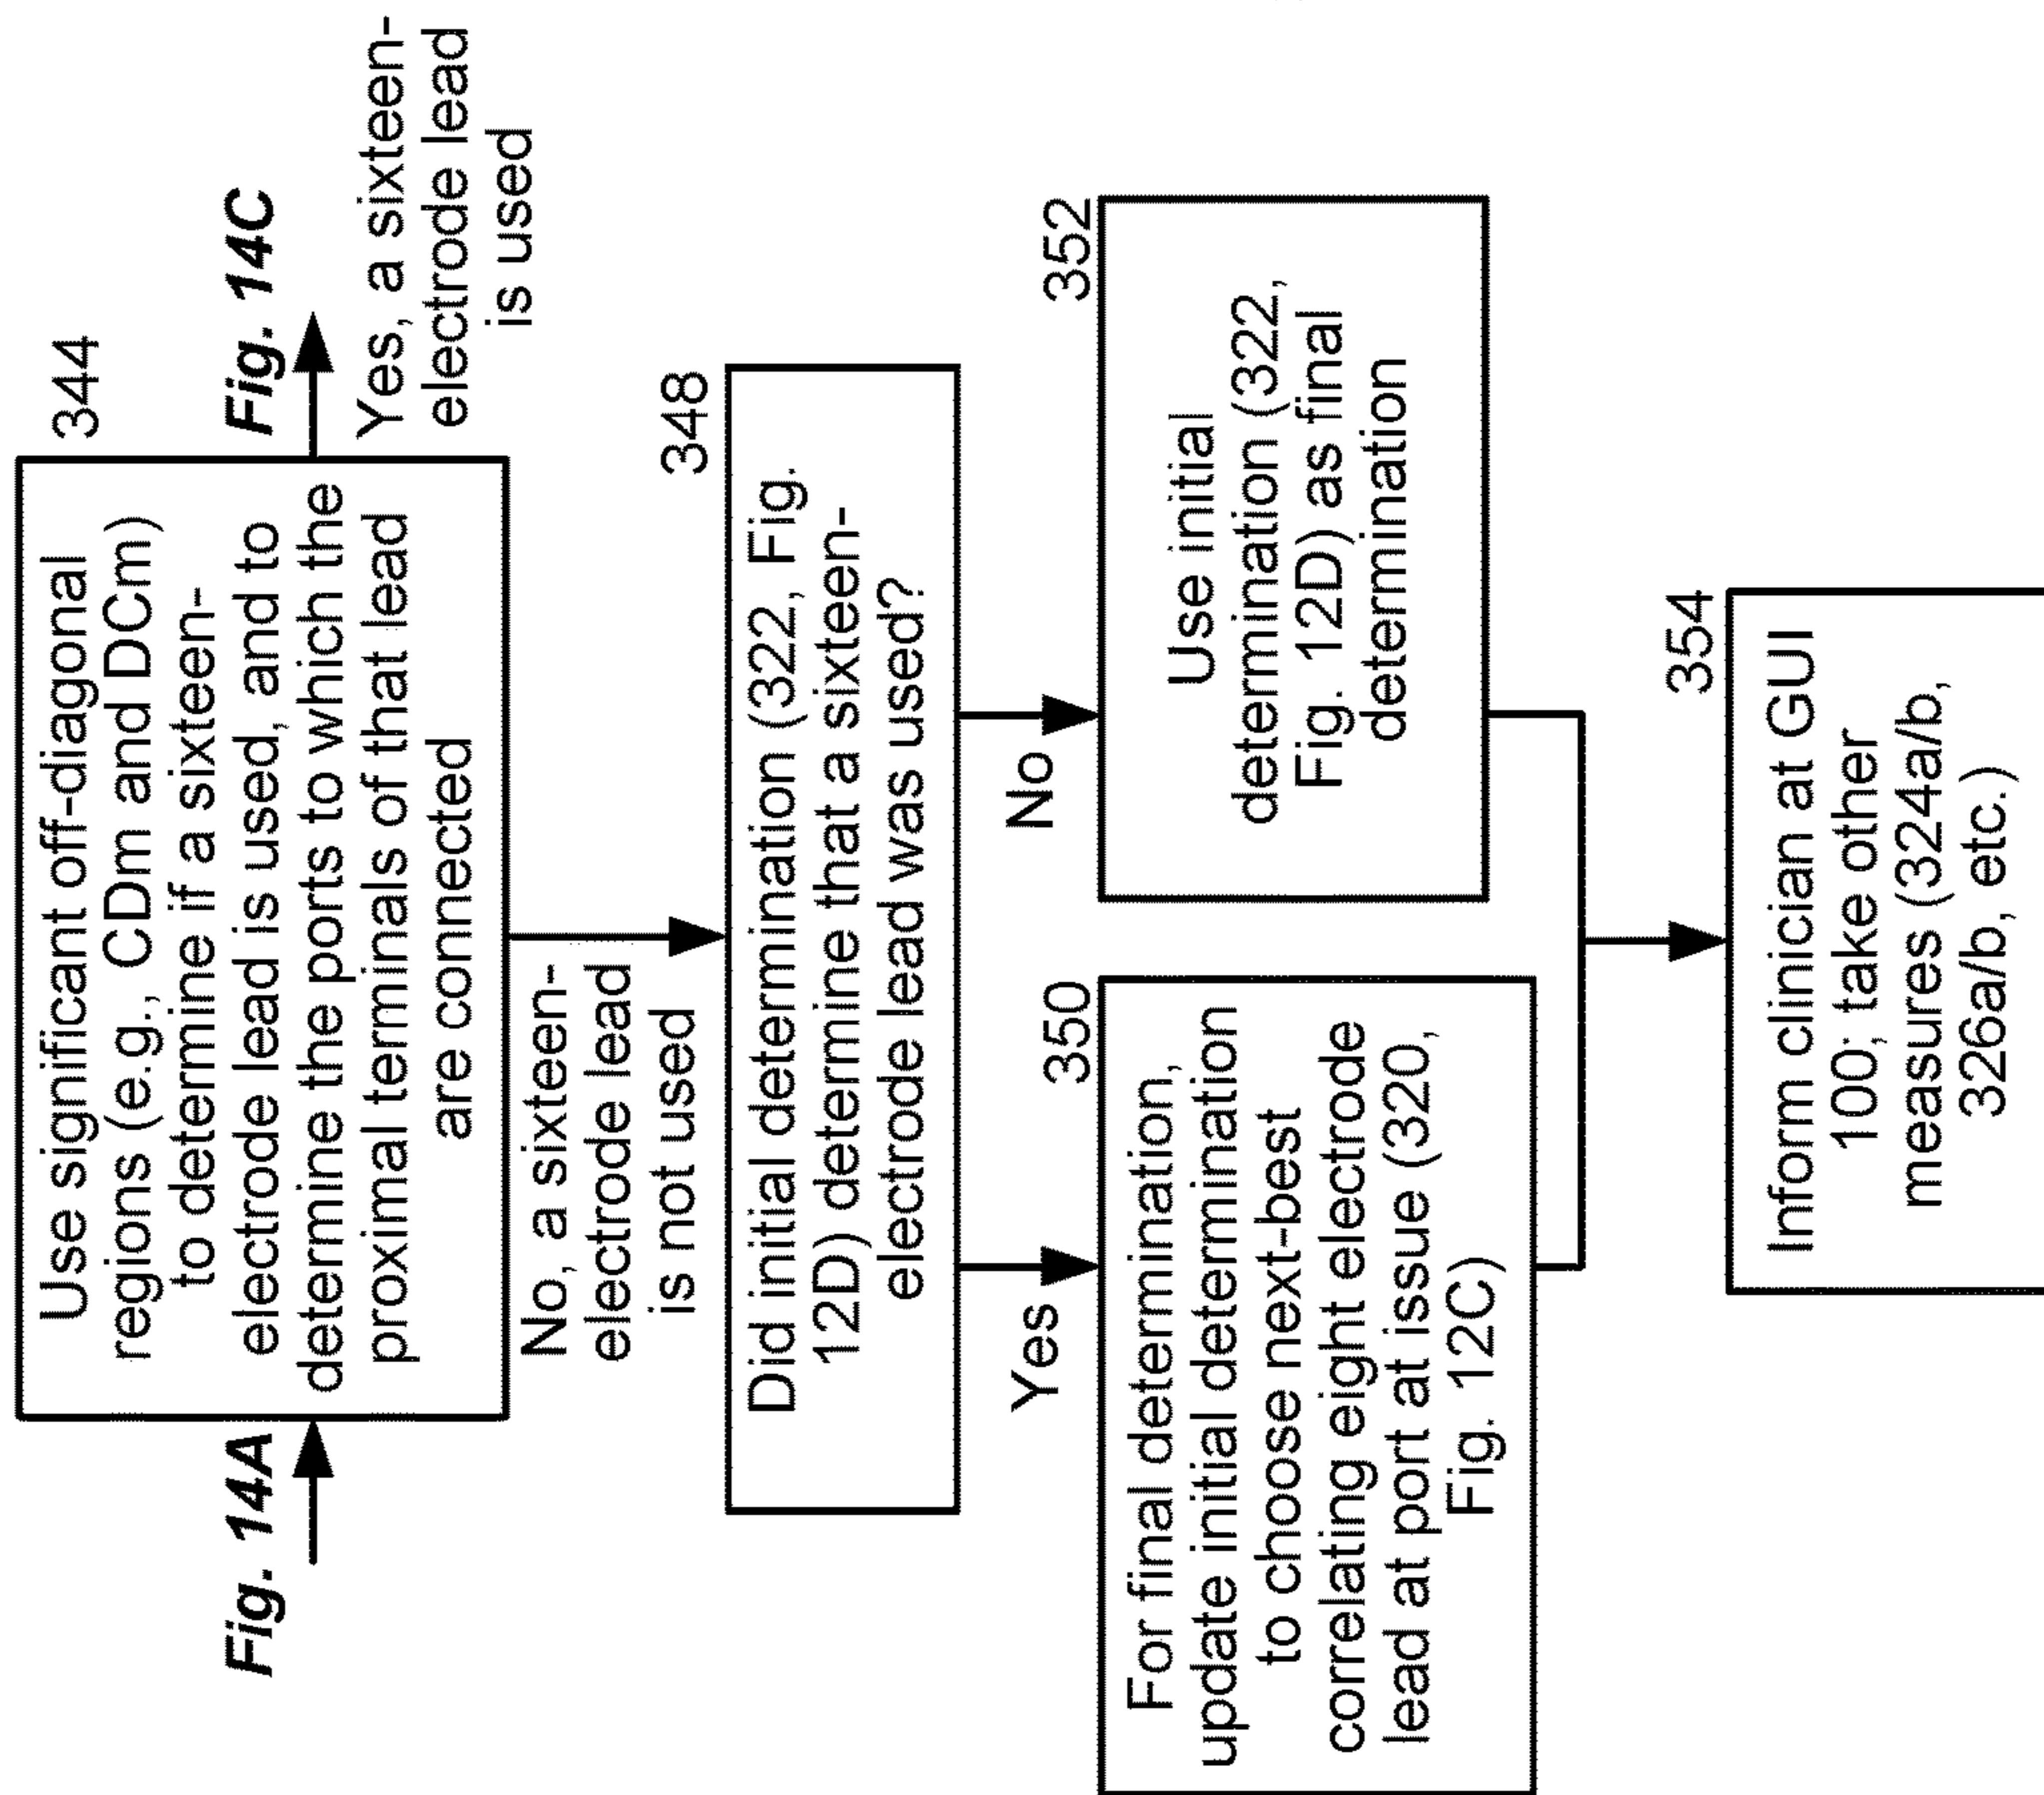 Fig. 14A
Use significant off-diagonal
regions (e.g., CDm and DCm)
to determine if a sixteen-
electrode lead is used, and to
determine the ports to which the
proximal terminals of that lead
are connected
344
Fig. 14C
Yes, a sixteen-
electrode lead
is used
No, a sixteen-
electrode lead
is not used
348
Did initial determination (322, Fig.
12D) determine that a sixteen-
electrode lead was used?
Yes
No
350
For final determination,
update initial determination
to choose next-best
correlating eight electrode
lead at port at issue (320,
Fig. 12C)
352
Use initial
determination (322,
Fig. 12D) as final
determination
354
Inform clinician at GUI
100; take other
measures (324a/b,
326a/b, etc.)